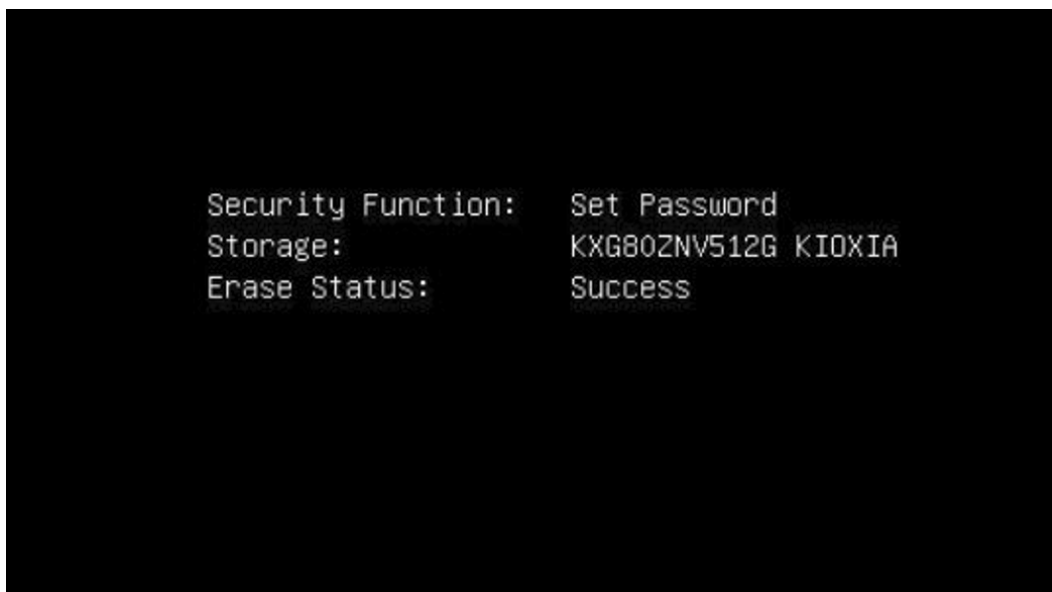 Security Function: Set Password
Storage: KXG80ZNV512G KIOXIA
Erase Status: Success